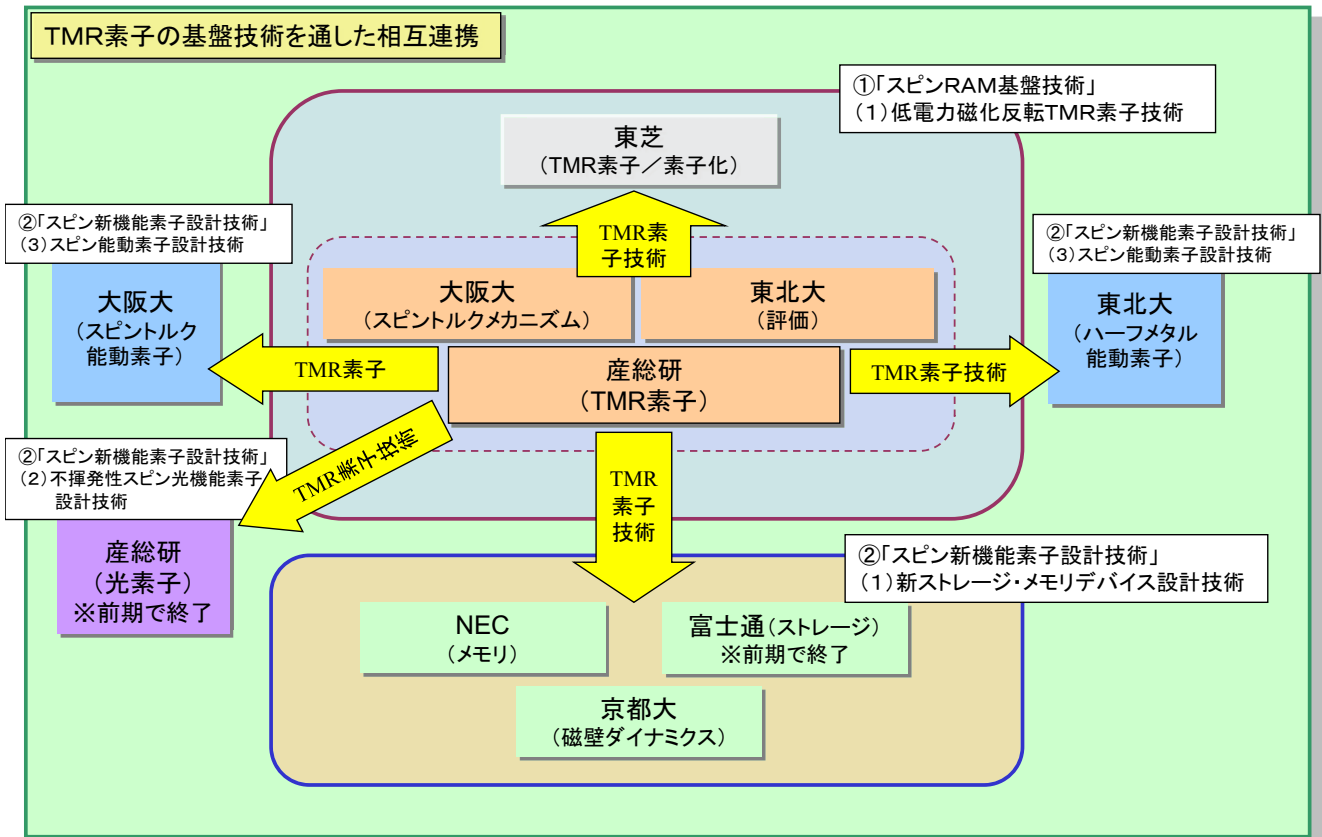 TMR素子の基盤技術を通した相互連携
①「スピンRAM基盤技術」
(1)低電力磁化反転TMR素子技術
東芝
(TMR素子/素子化)
TMR素
子技術
②「スピン新機能素子設計技術」
(3)スピン能動素子設計技術
大阪大
(スピントルク
能動素子)
大阪大
(スピントルクメカニズム)
東北大
(評価)
②「スピン新機能素子設計技術」
(3)スピン能動素子設計技術
東北大
(ハーフメタル
能動素子)
TMR素子
産総研
(TMR素子)
TMR素子技術
②「スピン新機能素子設計技術」
(2)不揮発性スピン光機能素子
設計技術
TMR素子技術
産総研
(光素子)
※前期で終了
TMR
素子
技術
②「スピン新機能素子設計技術」
(1)新ストレージ・メモリデバイス設計技術
NEC
(メモリ)
富士通(ストレージ)
※前期で終了
京都大
(磁壁ダイナミクス)